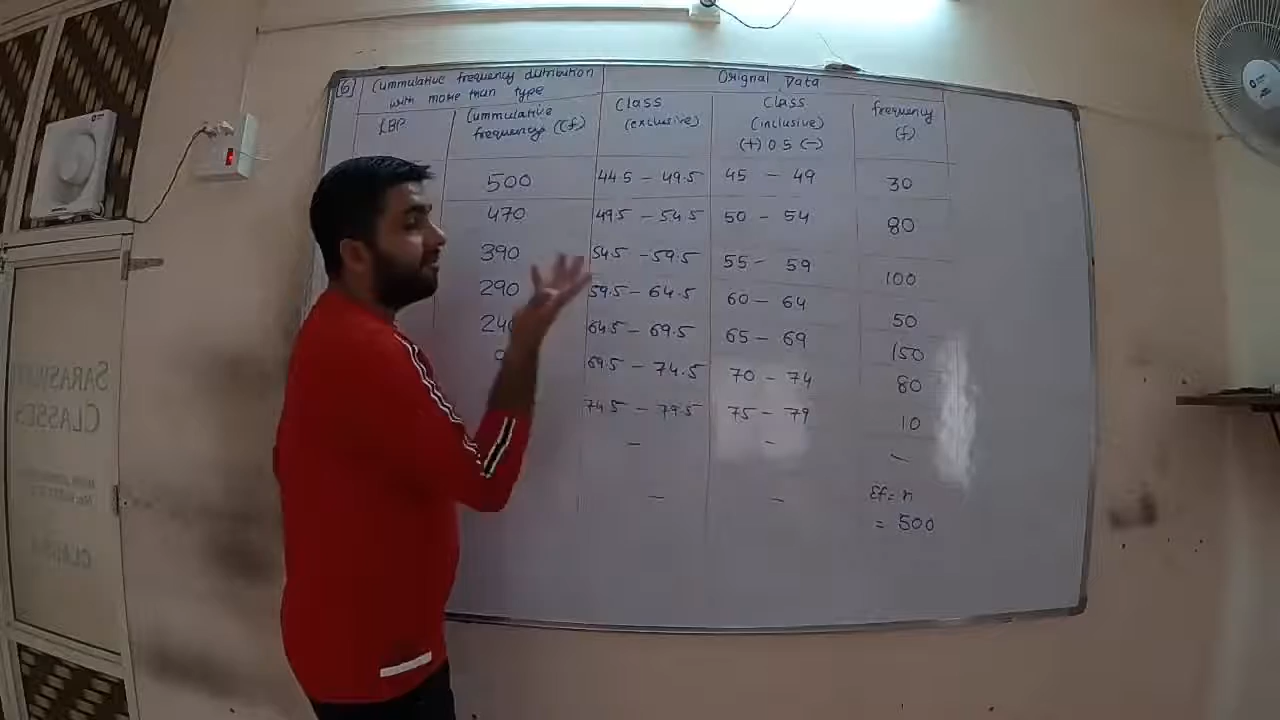 (6) Cummulative frequency distribution Orignal Data
with more than type
LBP Cummulative Class Class frequency
frequency (Cf) (exclusive) (inclusive) (f)
(+) 0 5 (-)
500 44 5 - 49.5 45 - 49 30
470 49 5 - 54 5 50 - 54 80
390 54 5 - 59.5 55 - 59 100
290 59.5 - 64.5 60 - 64 50
240 64 5 - 69.5 65 - 69 150
69.5 - 74.5 70 - 74 80
74 5 - 79.5 75 - 79 10
- - -
- - Σf = n
= 500
CLASSES